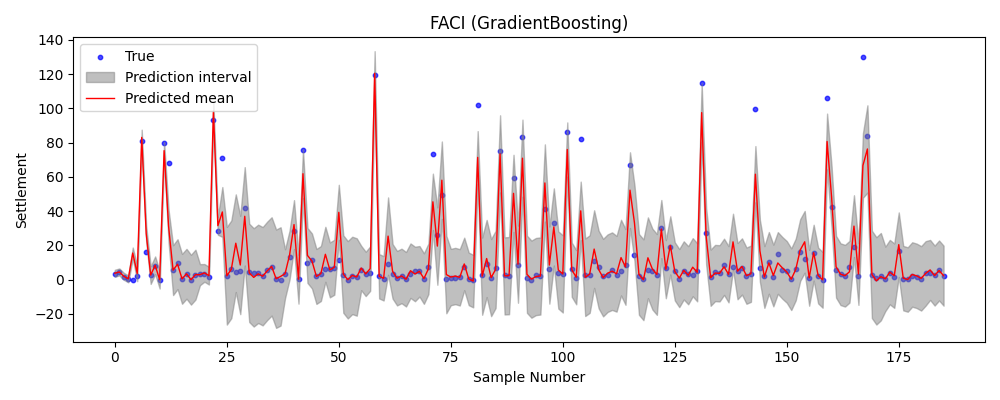 FACI (GradientBoosting)
True
Prediction interval
Predicted mean
140
120
100
80
60
40
20
0
−20
Settlement
0
25
50
75
100
125
150
175
Sample Number